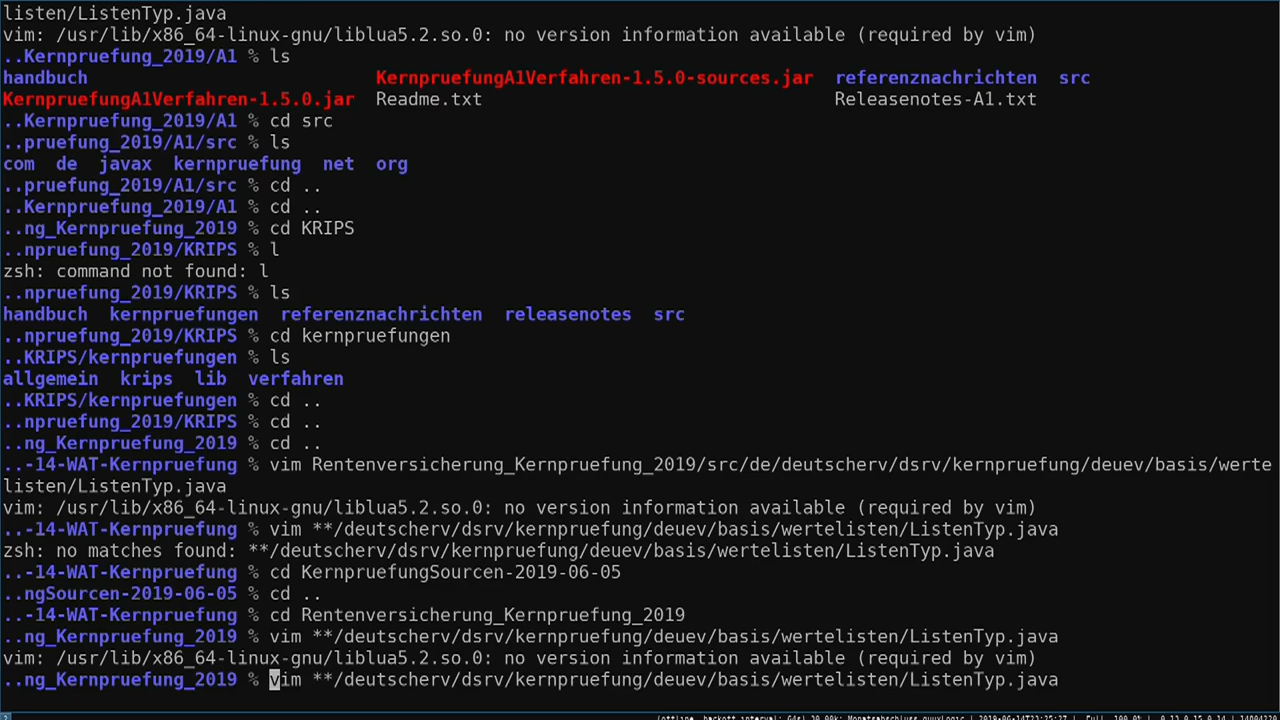 listen/ListenTyp.java
vim: /usr/lib/x86_64-linux-gnu/liblua5.2.so.0: no version information available (required by vim)
..Kernpruefung_2019/A1 % ls
handbuch KernpruefungA1Verfahren-1.5.0-sources.jar referenznachrichten src
KernpruefungA1Verfahren-1.5.0.jar Readme.txt Releasenotes-A1.txt
..Kernpruefung_2019/A1 % cd src
..pruefung_2019/A1/src % ls
com de javax kernpruefung net org
..pruefung_2019/A1/src % cd ..
..Kernpruefung_2019/A1 % cd ..
..ng_Kernpruefung_2019 % cd KRIPS
..npruefung_2019/KRIPS % l
zsh: command not found: l
..npruefung_2019/KRIPS % ls
handbuch kernpruefungen referenznachrichten releasenotes src
..npruefung_2019/KRIPS % cd kernpruefungen
..KRIPS/kernpruefungen % ls
allgemein krips lib verfahren
..KRIPS/kernpruefungen % cd ..
..npruefung_2019/KRIPS % cd ..
..ng_Kernpruefung_2019 % cd ..
..-14-WAT-Kernpruefung % vim Rentenversicherung_Kernpruefung_2019/src/de/deutscherv/dsrv/kernpruefung/deuev/basis/werte
listen/ListenTyp.java
vim: /usr/lib/x86_64-linux-gnu/liblua5.2.so.0: no version information available (required by vim)
..-14-WAT-Kernpruefung % vim **/deutscherv/dsrv/kernpruefung/deuev/basis/wertelisten/ListenTyp.java
zsh: no matches found: **/deutscherv/dsrv/kernpruefung/deuev/basis/wertelisten/ListenTyp.java
..-14-WAT-Kernpruefung % cd KernpruefungSourcen-2019-06-05
..ngSourcen-2019-06-05 % cd ..
..-14-WAT-Kernpruefung % cd Rentenversicherung_Kernpruefung_2019
..ng_Kernpruefung_2019 % vim **/deutscherv/dsrv/kernpruefung/deuev/basis/wertelisten/ListenTyp.java
vim: /usr/lib/x86_64-linux-gnu/liblua5.2.so.0: no version information available (required by vim)
..ng_Kernpruefung_2019 % vim **/deutscherv/dsrv/kernpruefung/deuev/basis/wertelisten/ListenTyp.java